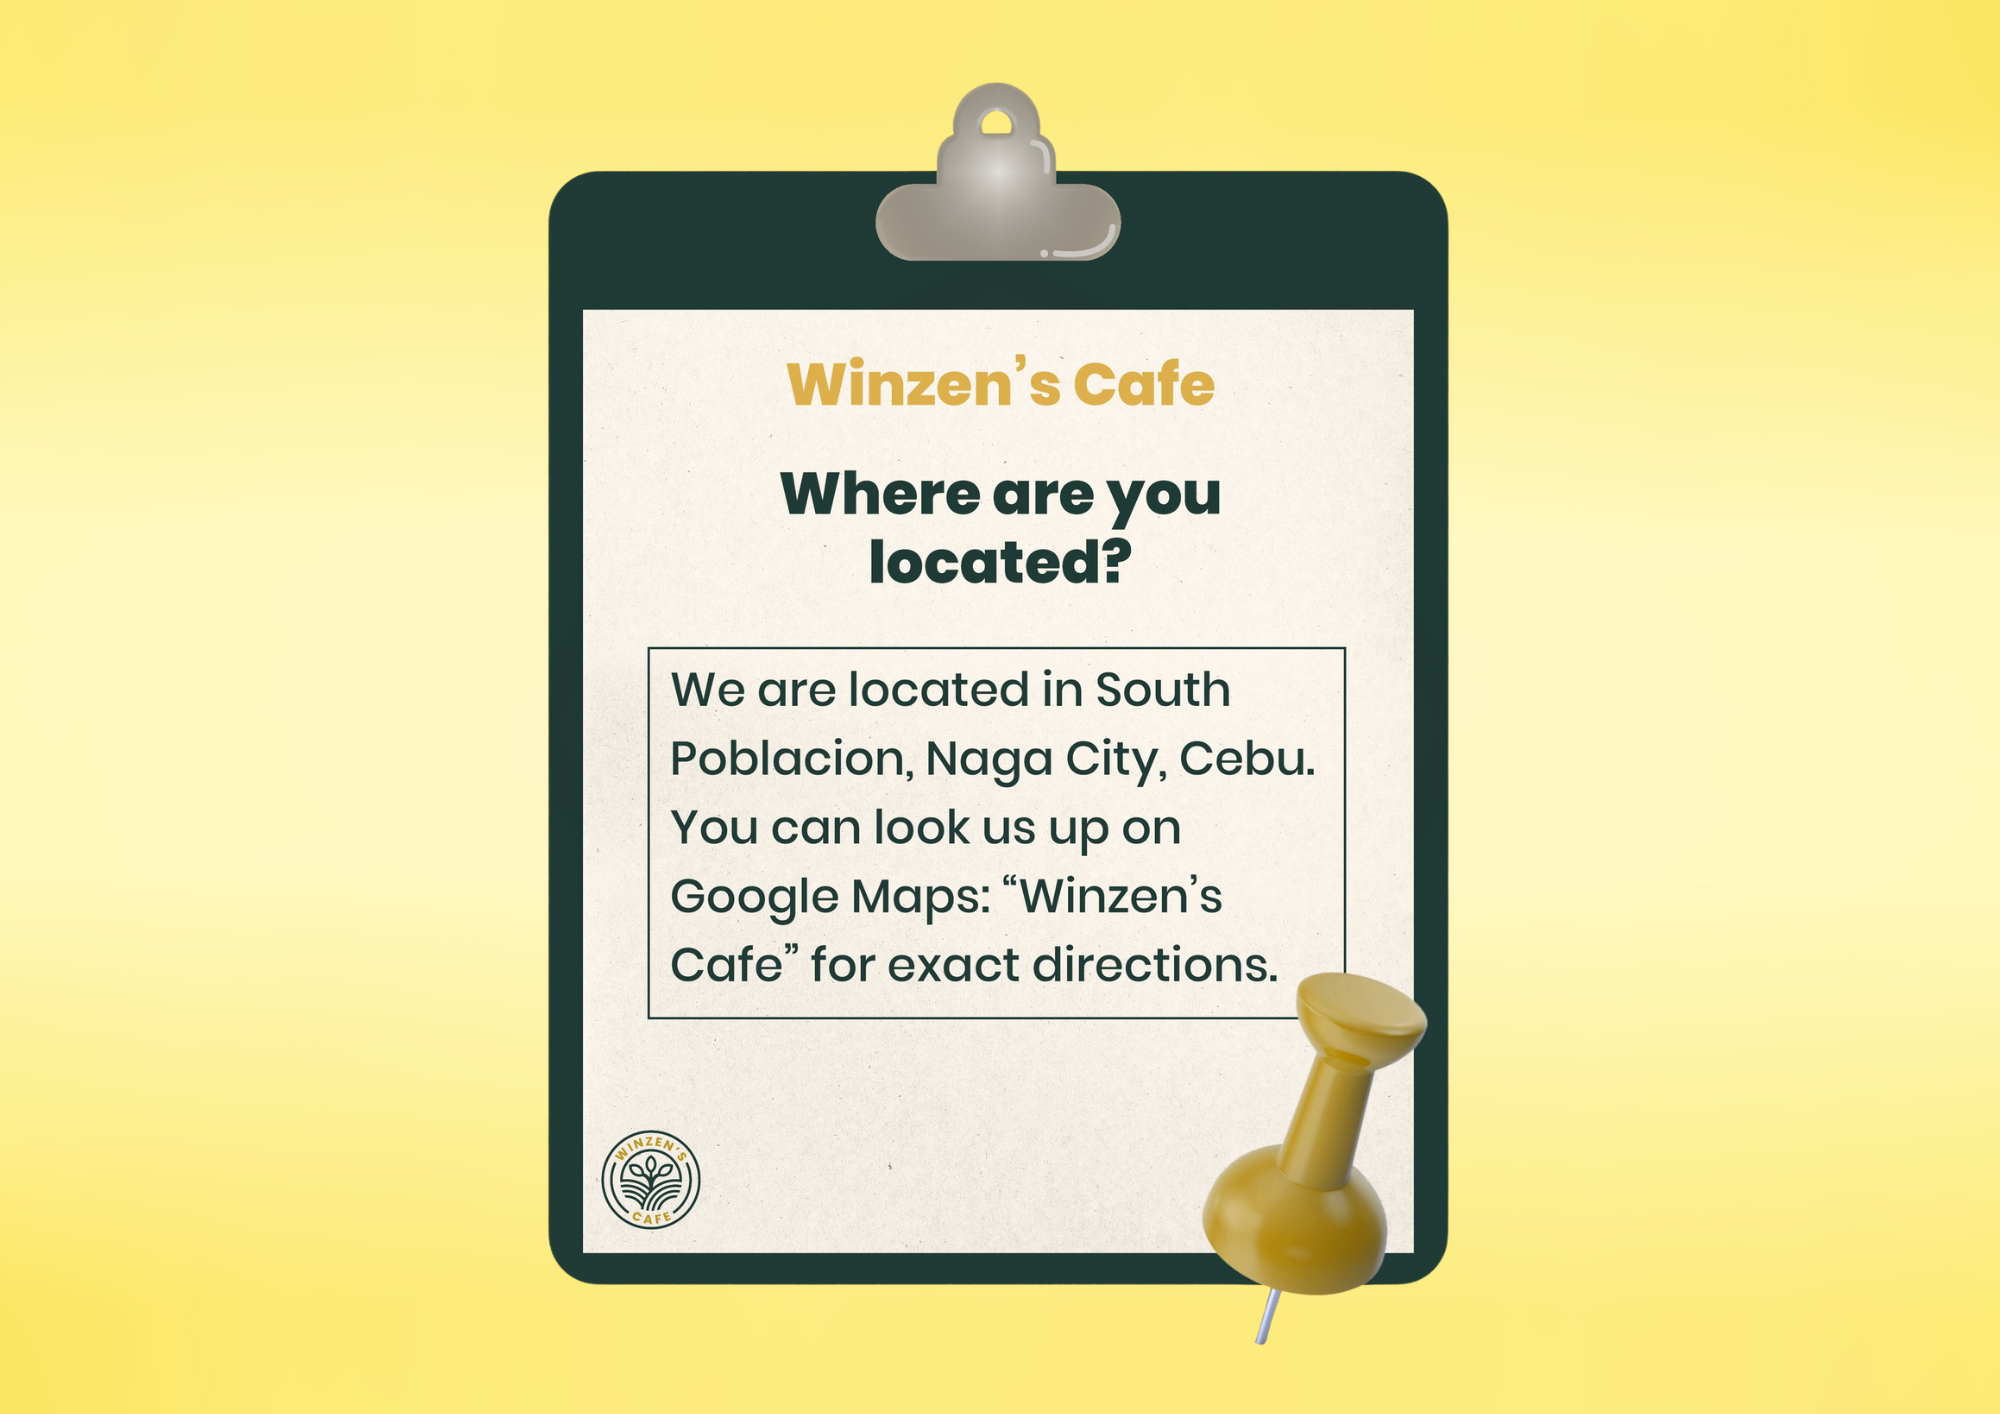 Winzen’s Cafe
Where are you
located?
We are located in South
Poblacion, Naga City, Cebu.
You can look us up on
Google Maps: “Winzen’s
Cafe” for exact directions.
WINZEN'S
CAFE